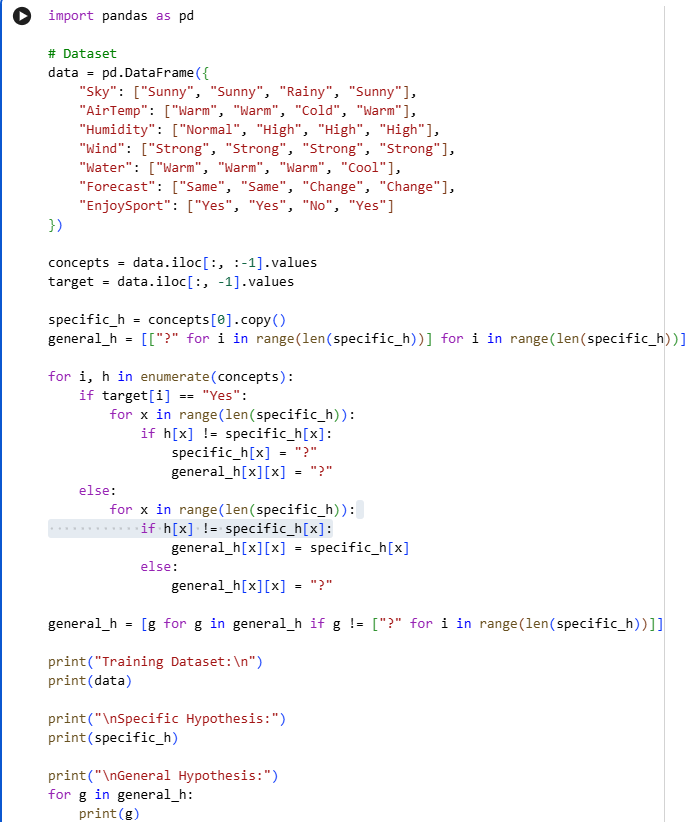 import pandas as pd
# Dataset
data = pd.DataFrame({
    "Sky": ["Sunny", "Sunny", "Rainy", "Sunny"],
    "AirTemp": ["Warm", "Warm", "Cold", "Warm"],
    "Humidity": ["Normal", "High", "High", "High"],
    "Wind": ["Strong", "Strong", "Strong", "Strong"],
    "Water": ["Warm", "Warm", "Warm", "Cool"],
    "Forecast": ["Same", "Same", "Change", "Change"],
    "EnjoySport": ["Yes", "Yes", "No", "Yes"]
})
concepts = data.iloc[:, :-1].values
target = data.iloc[:, -1].values
specific_h = concepts[0].copy()
general_h = [["?" for i in range(len(specific_h))] for i in range(len(specific_h))]
for i, h in enumerate(concepts):
    if target[i] == "Yes":
        for x in range(len(specific_h)):
            if h[x] != specific_h[x]:
                specific_h[x] = "?"
                general_h[x][x] = "?"
    else:
        for x in range(len(specific_h)):
            if h[x] != specific_h[x]:
                general_h[x][x] = specific_h[x]
            else:
                general_h[x][x] = "?"
general_h = [g for g in general_h if g != ["?" for i in range(len(specific_h))]]
print("Training Dataset:\n")
print(data)
print("\nSpecific Hypothesis:")
print(specific_h)
print("\nGeneral Hypothesis:")
for g in general_h:
    print(g)